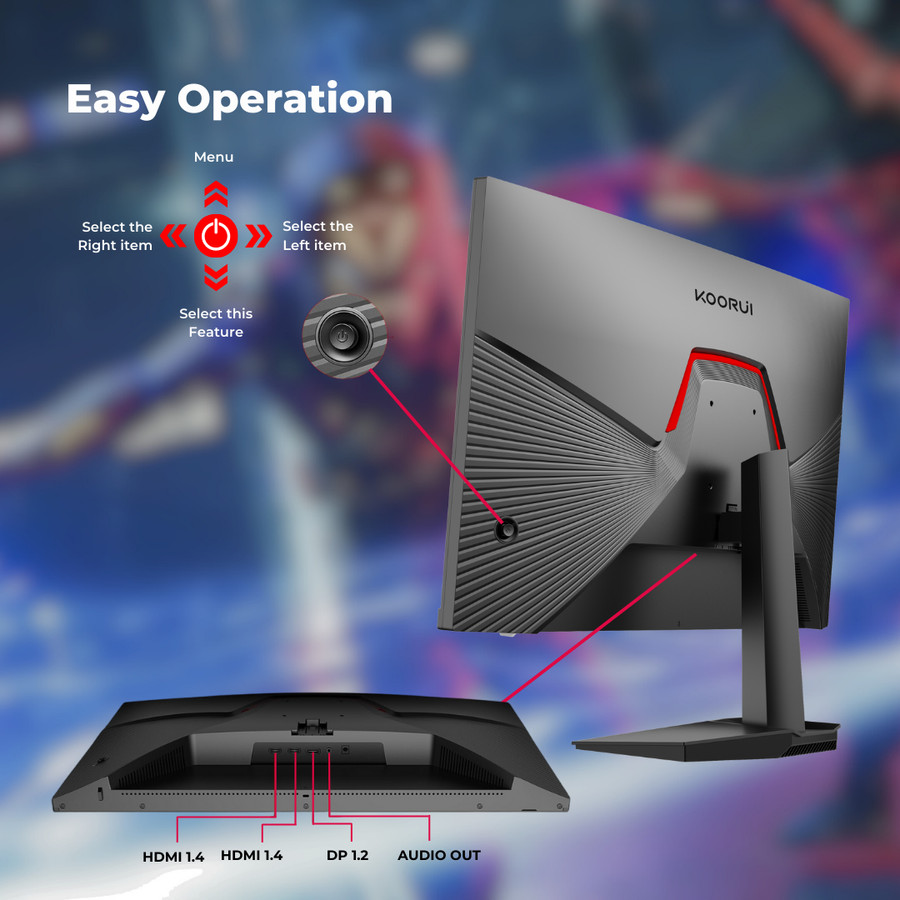 Easy Operation
Menu
Select the
Right item
Select the
Left item
Select this
Feature
KOORUI
HDMI 1.4
HDMI 1.4
DP 1.2
AUDIO OUT